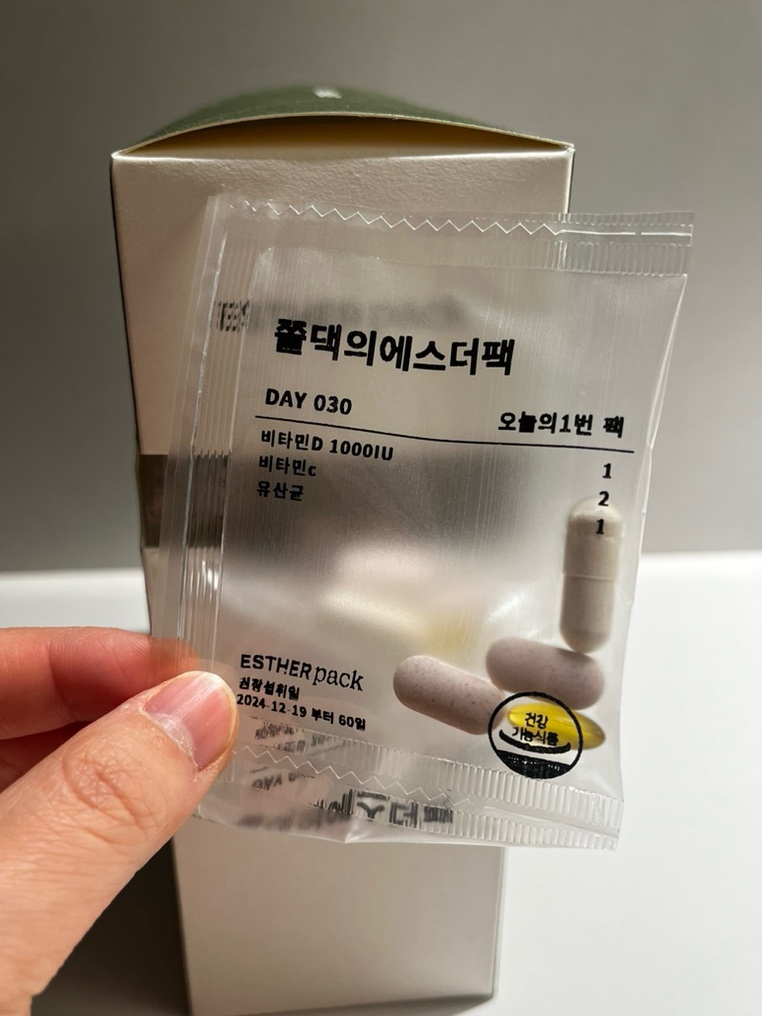 쫄댁의에스더팩
DAY 030
오늘의1번 팩
비타민D 1000IU 1
비타민c 2
유산균 1
ESTHER pack
권장섭취일
2024-12-19 부터 60일
건강
기능식품